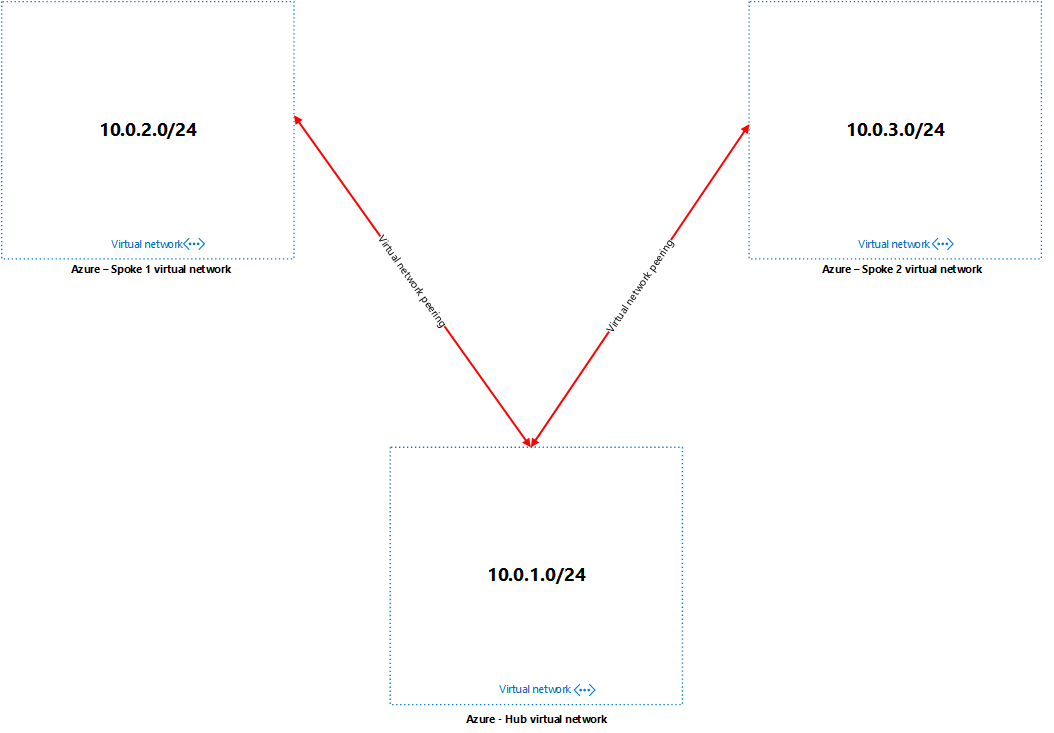 10.0.2.0/24
Virtual network
Azure – Spoke 1 virtual network
10.0.3.0/24
Virtual network
Azure – Spoke 2 virtual network
Virtual network peering
Virtual network peering
10.0.1.0/24
Virtual network
Azure - Hub virtual network